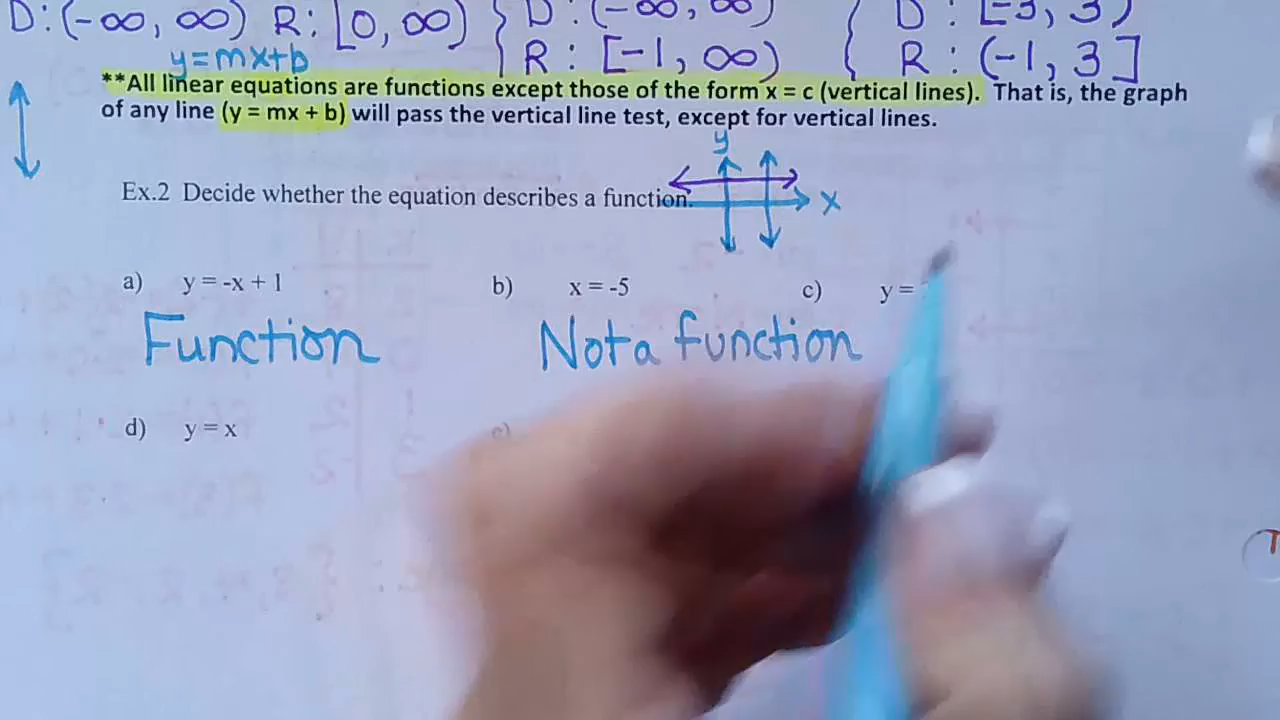 D: (-∞, ∞) R: [0, ∞) { D: (-∞, ∞) { D: [-3, 3)
R: [-1, ∞) { R: (-1, 3]
y=mx+b
**All linear equations are functions except those of the form x = c (vertical lines). That is, the graph
of any line (y = mx + b) will pass the vertical line test, except for vertical lines.
y
Ex.2 Decide whether the equation describes a function.
x
a) y = -x + 1 b) x = -5 c) y =
Function Not a function
d) y = x e)